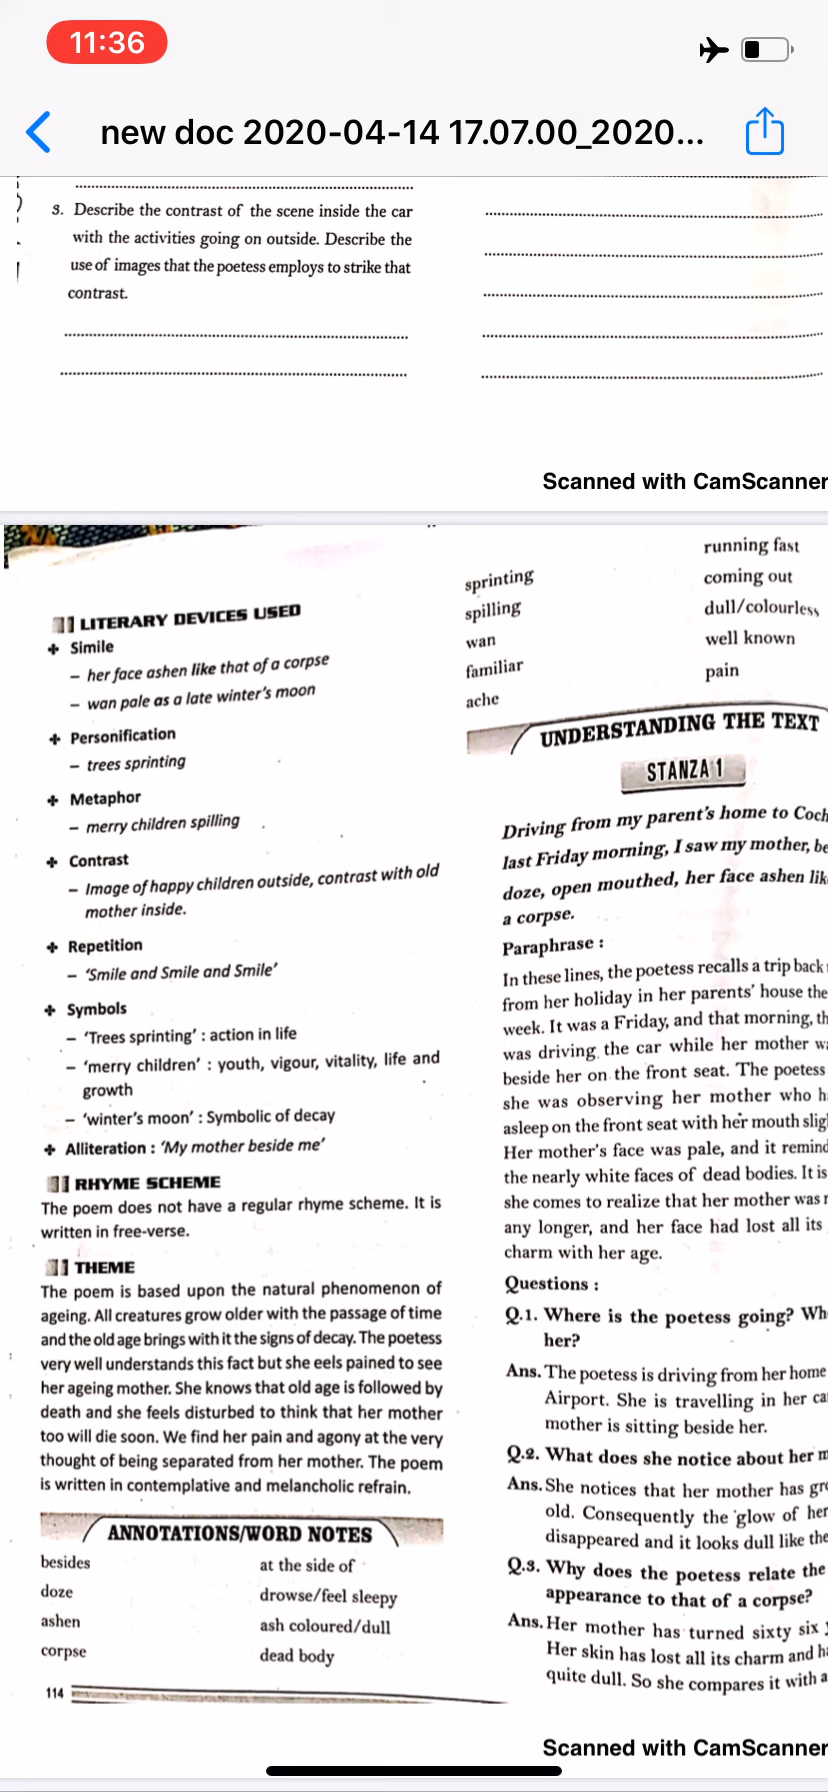 11:36
new doc 2020-04-14 17.07.00_2020...
3. Describe the contrast of the scene inside the car
with the activities going on outside. Describe the
use of images that the poetess employs to strike that
contrast.
Scanned with CamScanner
LITERARY DEVICES USED
✤ Simile
– her face ashen like that of a corpse
– wan pale as a late winter's moon
✤ Personification
– trees sprinting
✤ Metaphor
– merry children spilling
✤ Contrast
– Image of happy children outside, contrast with old
mother inside.
✤ Repetition
– 'Smile and Smile and Smile'
✤ Symbols
– 'Trees sprinting' : action in life
– 'merry children' : youth, vigour, vitality, life and
growth
– 'winter's moon' : Symbolic of decay
✤ Alliteration : 'My mother beside me'
RHYME SCHEME
The poem does not have a regular rhyme scheme. It is
written in free-verse.
THEME
The poem is based upon the natural phenomenon of
ageing. All creatures grow older with the passage of time
and the old age brings with it the signs of decay. The poetess
very well understands this fact but she eels pained to see
her ageing mother. She knows that old age is followed by
death and she feels disturbed to think that her mother
too will die soon. We find her pain and agony at the very
thought of being separated from her mother. The poem
is written in contemplative and melancholic refrain.
ANNOTATIONS/WORD NOTES
besides at the side of
doze drowse/feel sleepy
ashen ash coloured/dull
corpse dead body
114
sprinting running fast
spilling coming out
wan dull/colourless
familiar well known
ache pain
UNDERSTANDING THE TEXT
STANZA 1
Driving from my parent's home to Coch
last Friday morning, I saw my mother, be
doze, open mouthed, her face ashen lik
a corpse.
Paraphrase :
In these lines, the poetess recalls a trip back
from her holiday in her parents' house the
week. It was a Friday, and that morning, th
was driving the car while her mother wa
beside her on the front seat. The poetess
she was observing her mother who h
asleep on the front seat with her mouth slig
Her mother's face was pale, and it remind
the nearly white faces of dead bodies. It is
she comes to realize that her mother was
any longer, and her face had lost all its
charm with her age.
Questions :
Q.1. Where is the poetess going? Wh
her?
Ans. The poetess is driving from her home
Airport. She is travelling in her ca
mother is sitting beside her.
Q.2. What does she notice about her m
Ans. She notices that her mother has gr
old. Consequently the glow of her
disappeared and it looks dull like the
Q.3. Why does the poetess relate the
appearance to that of a corpse?
Ans. Her mother has turned sixty six
Her skin has lost all its charm and h
quite dull. So she compares it with a
Scanned with CamScanner